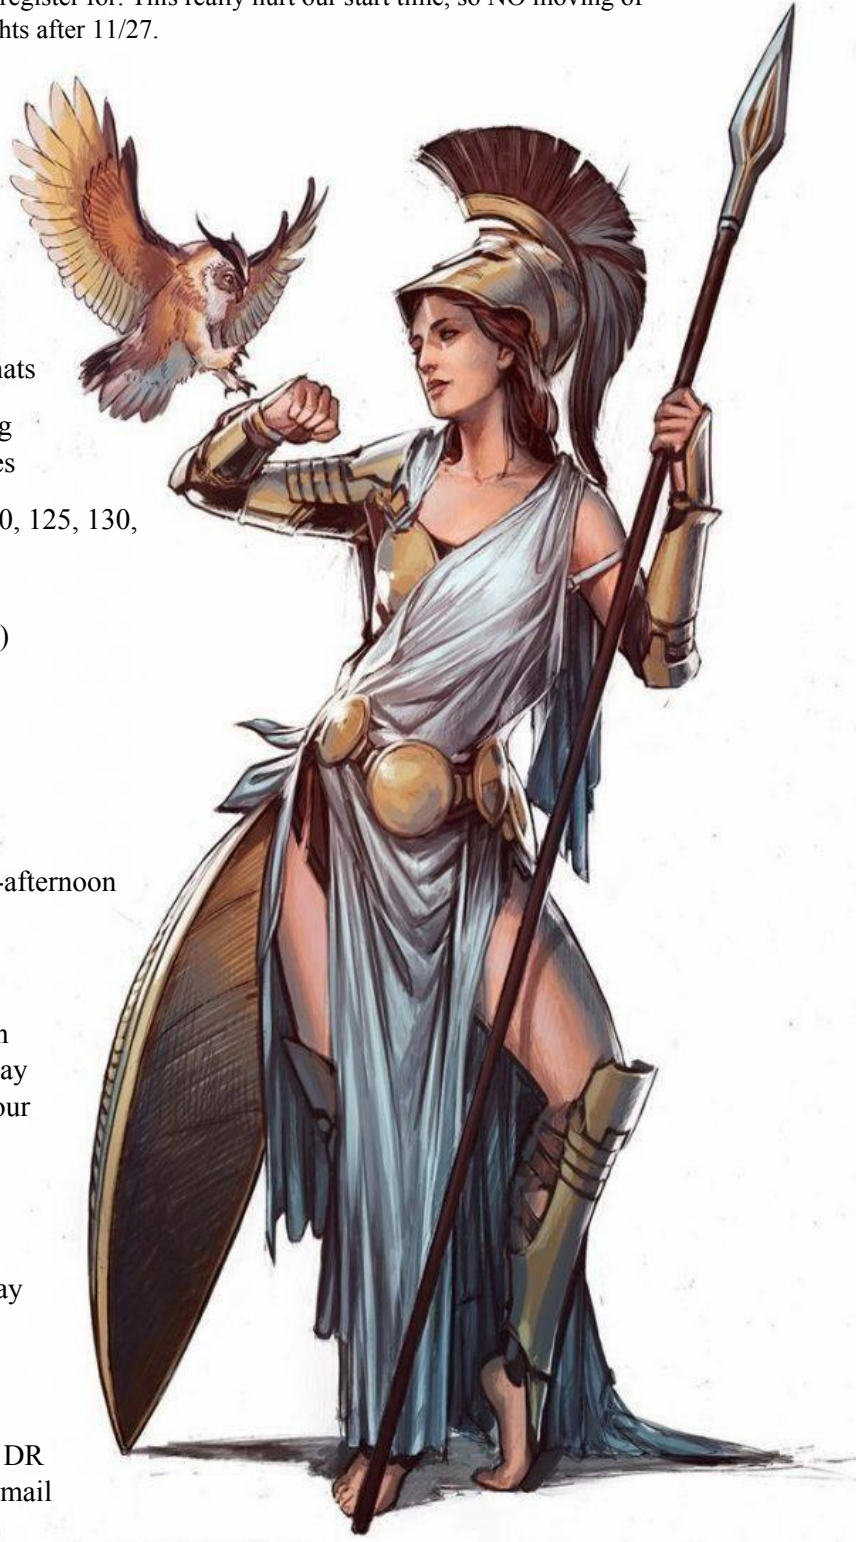 register for. This really hurt our start time, so NO moving of
hts after 11/27.
ats
g
es
0, 125, 130,
)
-afternoon
n
ay
our
ay
DR
mail